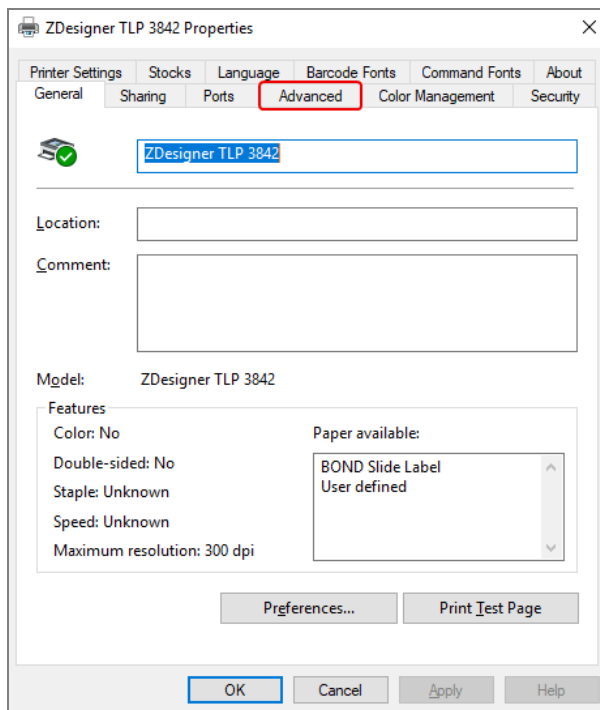 ZDesigner TLP 3842 Properties
Printer Settings Stocks Language Barcode Fonts Command Fonts About
General Sharing Ports Advanced Color Management Security
ZDesigner TLP 3842
Location:
Comment:
Model: ZDesigner TLP 3842
Features
Color: No
Paper available:
Double-sided: No
BOND Slide Label
User defined
Staple: Unknown
Speed: Unknown
Maximum resolution: 300 dpi
Preferences... Print Test Page
OK Cancel Apply Help